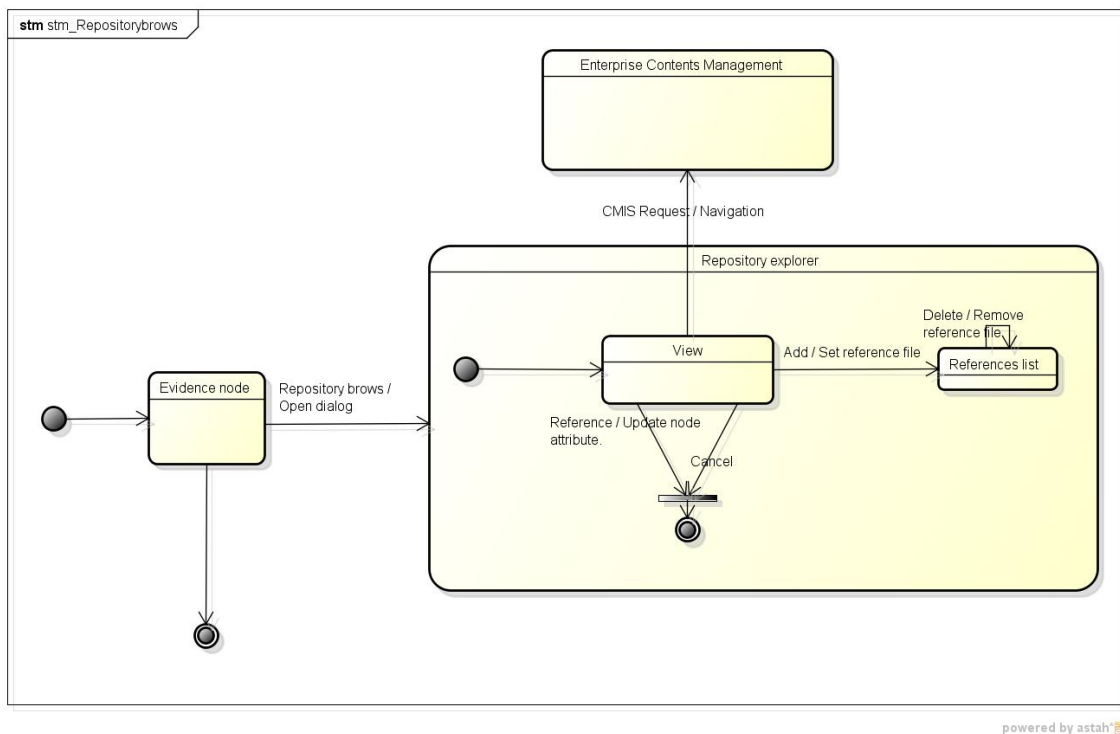 stm stm_Repositorybrows
Enterprise Contents Management
CMIS Request / Navigation
Repository explorer
Delete / Remove
reference file.
View
Add / Set reference file
References list
Evidence node
Repository brows /
Open dialog
Reference / Update node
attribute.
Cancel
powered by astah*